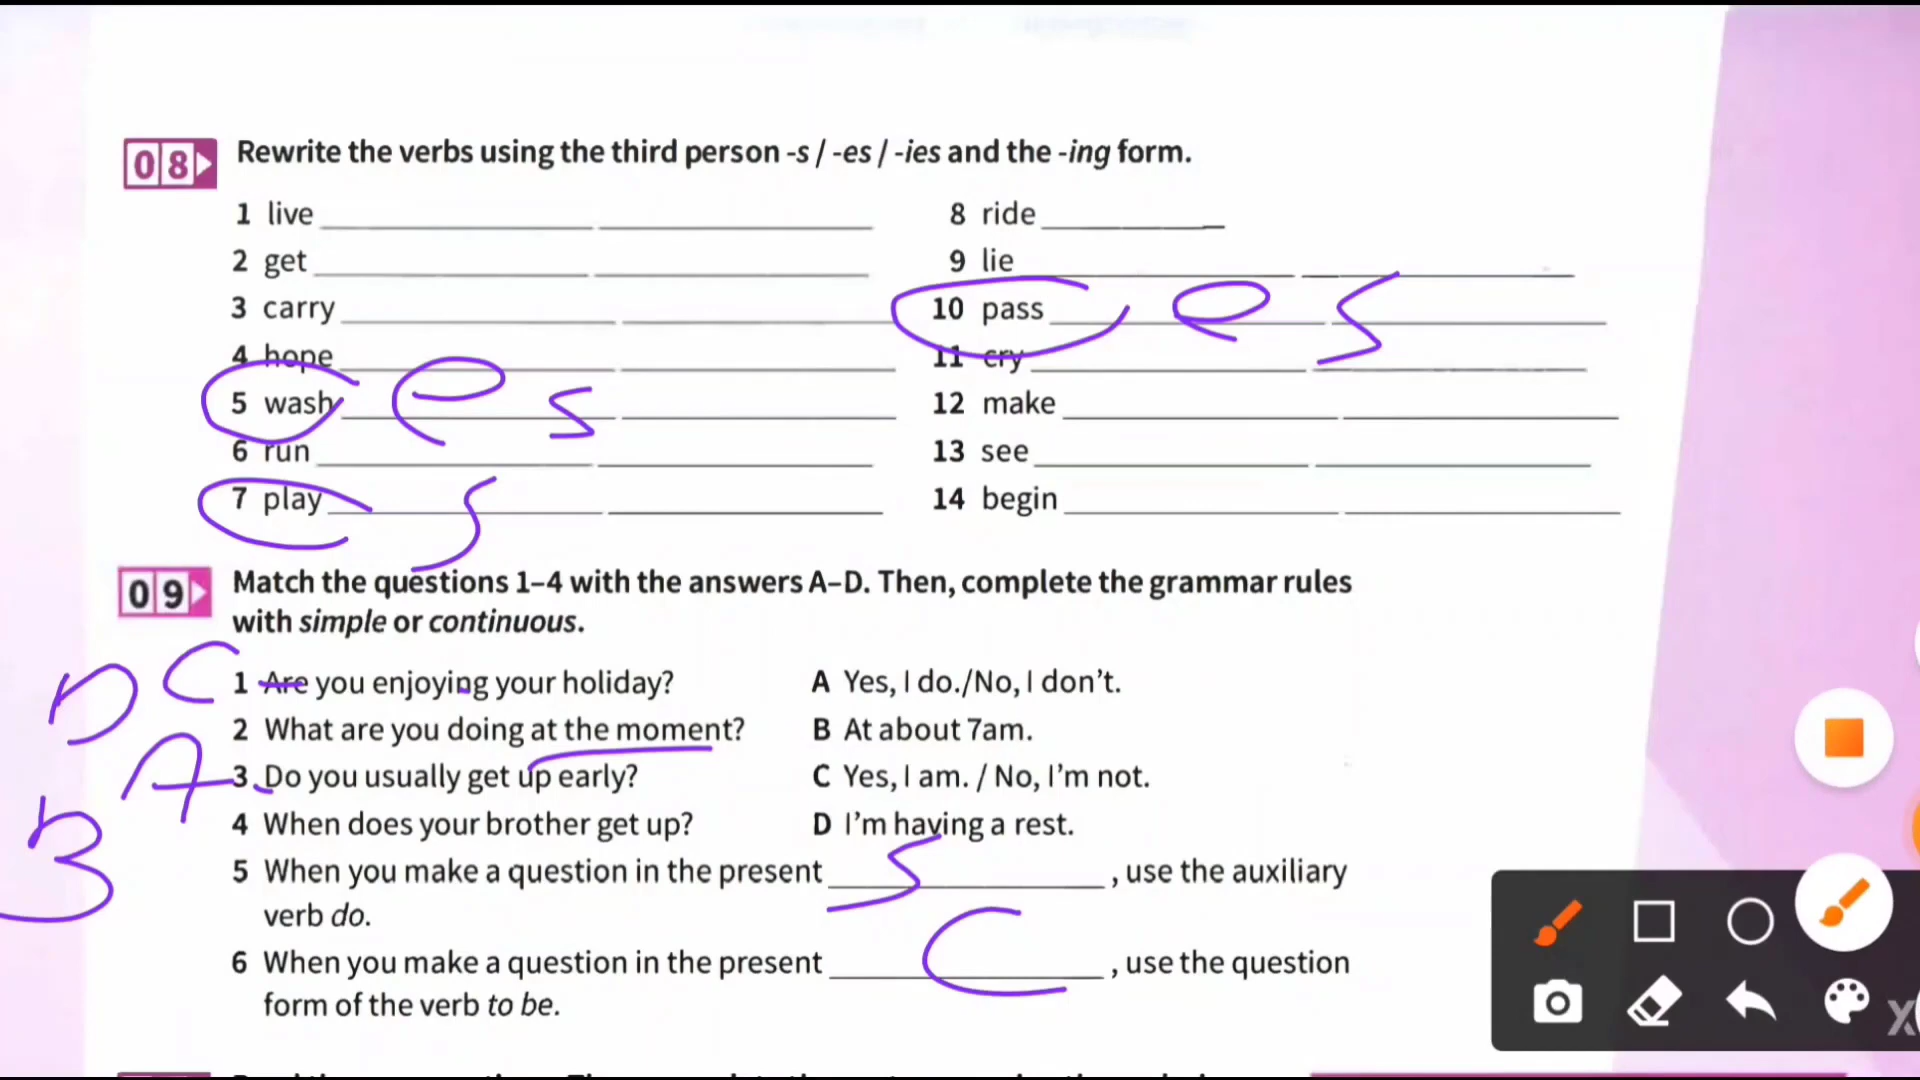 08 Rewrite the verbs using the third person -s / -es / -ies and the -ing form.
1 live
2 get
3 carry
4 hope
5 wash es
6 run
7 play s
8 ride
9 lie
10 pass es
11 cry
12 make
13 see
14 begin
09 Match the questions 1–4 with the answers A–D. Then, complete the grammar rules
with simple or continuous.
C 1 Are you enjoying your holiday?
D 2 What are you doing at the moment?
A 3 Do you usually get up early?
B 4 When does your brother get up?
A Yes, I do./No, I don't.
B At about 7am.
C Yes, I am. / No, I'm not.
D I'm having a rest.
5 When you make a question in the present S, use the auxiliary
verb do.
6 When you make a question in the present C, use the question
form of the verb to be.